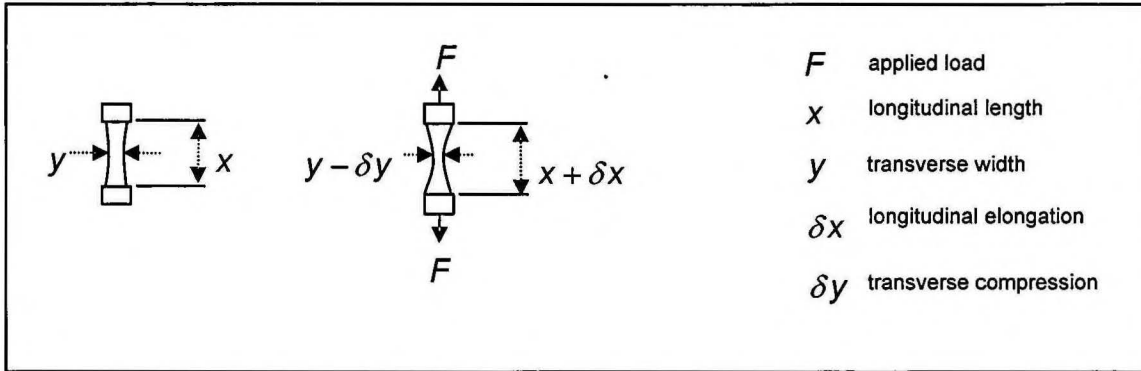 F
y
x
F
y − δy
x + δx
F
F applied load
x longitudinal length
y transverse width
δx longitudinal elongation
δy transverse compression